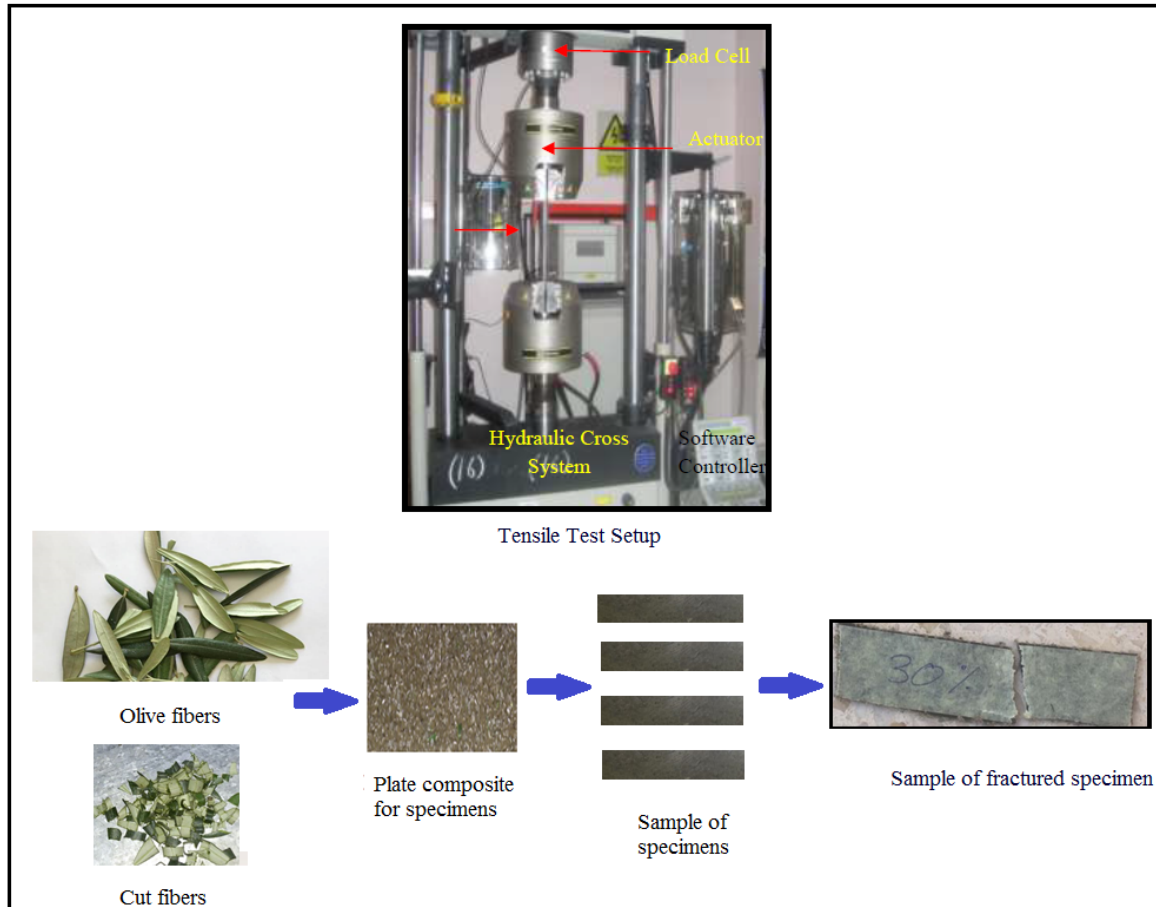 Load Cell
Actuator
Hydraulic Cross
System
Software
Controller
(16)
Tensile Test Setup
Olive fibers
Cut fibers
Plate composite
for specimens
Sample of
specimens
30%
Sample of fractured specimen